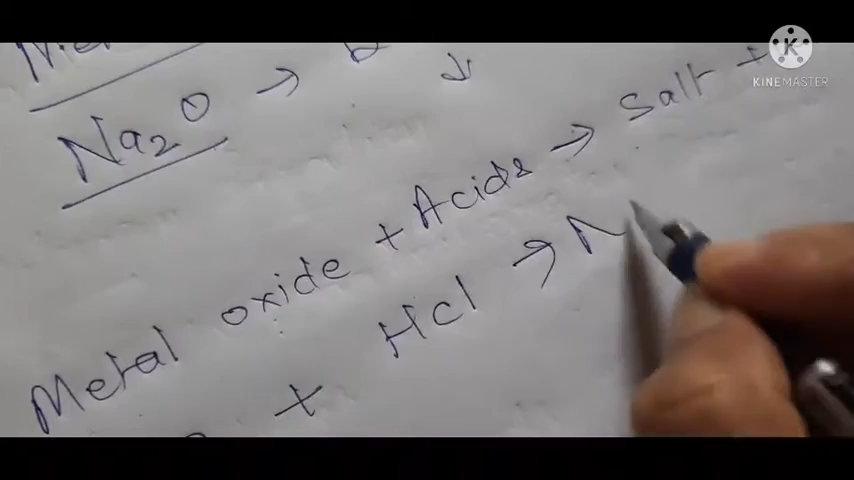 KINEMASTER
Na₂O →
Metal oxide + Acids → Salt +
+ HCl → N